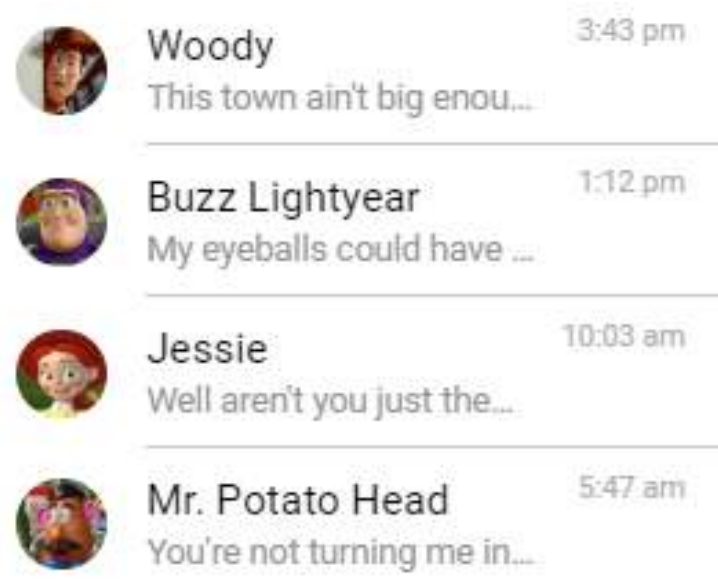 Woody 3:43 pm
This town ain't big enou...
Buzz Lightyear 1:12 pm
My eyeballs could have ...
Jessie 10:03 am
Well aren't you just the...
Mr. Potato Head 5:47 am
You're not turning me in...